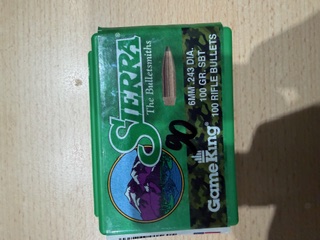 SIERRA®
The Bulletsmiths
90
6MM .243 DIA.
100 GR. SBT
GameKing®
100 RIFLE BULLETS